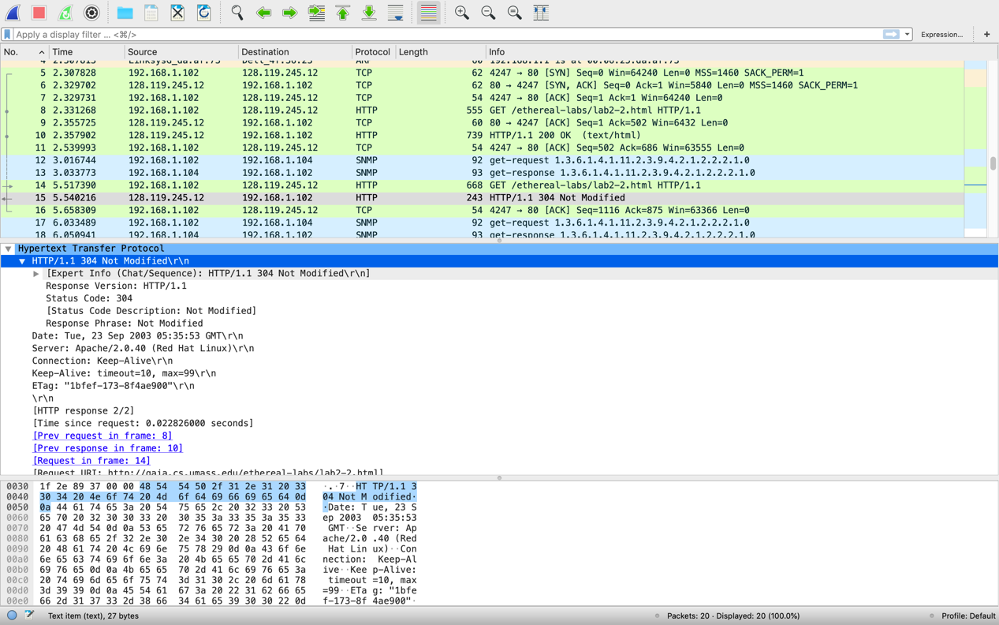 Apply a display filter ... <⌘/>
Expression...
+
No. Time Source Destination Protocol Length Info
4 2.307613 LinksysG_da:af:73 Dell_4f:36:23 ARP 60 192.168.1.1 is at 00:06:25:da:af:73
5 2.307828 192.168.1.102 128.119.245.12 TCP 62 4247 → 80 [SYN] Seq=0 Win=64240 Len=0 MSS=1460 SACK_PERM=1
6 2.329702 192.168.1.102 128.119.245.12 TCP 62 80 → 4247 [SYN, ACK] Seq=0 Ack=1 Win=5840 Len=0 MSS=1460 SACK_PERM=1
7 2.329731 192.168.1.102 128.119.245.12 TCP 54 4247 → 80 [ACK] Seq=1 Ack=1 Win=64240 Len=0
8 2.331268 192.168.1.102 128.119.245.12 HTTP 555 GET /ethereal-labs/lab2-2.html HTTP/1.1
9 2.355725 128.119.245.12 192.168.1.102 TCP 60 80 → 4247 [ACK] Seq=1 Ack=502 Win=6432 Len=0
10 2.357902 128.119.245.12 192.168.1.102 HTTP 739 HTTP/1.1 200 OK (text/html)
11 2.539993 192.168.1.102 128.119.245.12 TCP 54 4247 → 80 [ACK] Seq=502 Ack=686 Win=63555 Len=0
12 3.016744 192.168.1.102 192.168.1.104 SNMP 92 get-request 1.3.6.1.4.1.11.2.3.9.4.2.1.2.2.2.1.0
13 3.033773 192.168.1.104 192.168.1.102 SNMP 93 get-response 1.3.6.1.4.1.11.2.3.9.4.2.1.2.2.2.1.0
14 5.517390 192.168.1.102 128.119.245.12 HTTP 668 GET /ethereal-labs/lab2-2.html HTTP/1.1
15 5.540216 128.119.245.12 192.168.1.102 HTTP 243 HTTP/1.1 304 Not Modified
16 5.658309 192.168.1.102 128.119.245.12 TCP 54 4247 → 80 [ACK] Seq=1116 Ack=875 Win=63366 Len=0
17 6.033489 192.168.1.102 192.168.1.104 SNMP 92 get-request 1.3.6.1.4.1.11.2.3.9.4.2.1.2.2.2.1.0
18 6.050941 192.168.1.104 192.168.1.102 SNMP 93 get-response 1.3.6.1.4.1.11.2.3.9.4.2.1.2.2.2.1.0
Hypertext Transfer Protocol
HTTP/1.1 304 Not Modified\r\n
[Expert Info (Chat/Sequence): HTTP/1.1 304 Not Modified\r\n]
Response Version: HTTP/1.1
Status Code: 304
[Status Code Description: Not Modified]
Response Phrase: Not Modified
Date: Tue, 23 Sep 2003 05:35:53 GMT\r\n
Server: Apache/2.0.40 (Red Hat Linux)\r\n
Connection: Keep-Alive\r\n
Keep-Alive: timeout=10, max=99\r\n
ETag: "1bfef-173-8f4ae900"\r\n
\r\n
[HTTP response 2/2]
[Time since request: 0.022826000 seconds]
[Prev request in frame: 8]
[Prev response in frame: 10]
[Request in frame: 14]
[Request URI: http://gaia.cs.umass.edu/ethereal-labs/lab2-2.html]
0030 1f 2e 89 37 00 00 48 54 54 50 2f 31 2e 31 20 33 ·.·7··HT TP/1.1 3
0040 30 34 20 4e 6f 74 20 4d 6f 64 69 66 69 65 64 0d 04 Not M odified·
0050 0a 44 61 74 65 3a 20 54 75 65 2c 20 32 33 20 53 ·Date: T ue, 23 S
0060 65 70 20 32 30 30 33 20 30 35 3a 33 35 3a 35 33 ep 2003 05:35:53
0070 20 47 4d 54 0d 0a 53 65 72 76 65 72 3a 20 41 70 GMT··Se rver: Ap
0080 61 63 68 65 2f 32 2e 30 2e 34 30 20 28 52 65 64 ache/2.0 .40 (Red
0090 20 48 61 74 20 4c 69 6e 75 78 29 0d 0a 43 6f 6e Hat Lin ux)··Con
00a0 6e 65 63 74 69 6f 6e 3a 20 4b 65 65 70 2d 41 6c nection: Keep-Al
00b0 69 76 65 0d 0a 4b 65 65 70 2d 41 6c 69 76 65 3a ive··Kee p-Alive:
00c0 20 74 69 6d 65 6f 75 74 3d 31 30 2c 20 6d 61 78 timeout =10, max
00d0 3d 39 39 0d 0a 45 54 61 67 3a 20 22 31 62 66 65 =99··ETa g: "1bfe
00e0 66 2d 31 37 33 2d 38 66 34 61 65 39 30 30 22 0d f-173-8f 4ae900"·
Text item (text), 27 bytes
Packets: 20 · Displayed: 20 (100.0%)
Profile: Default